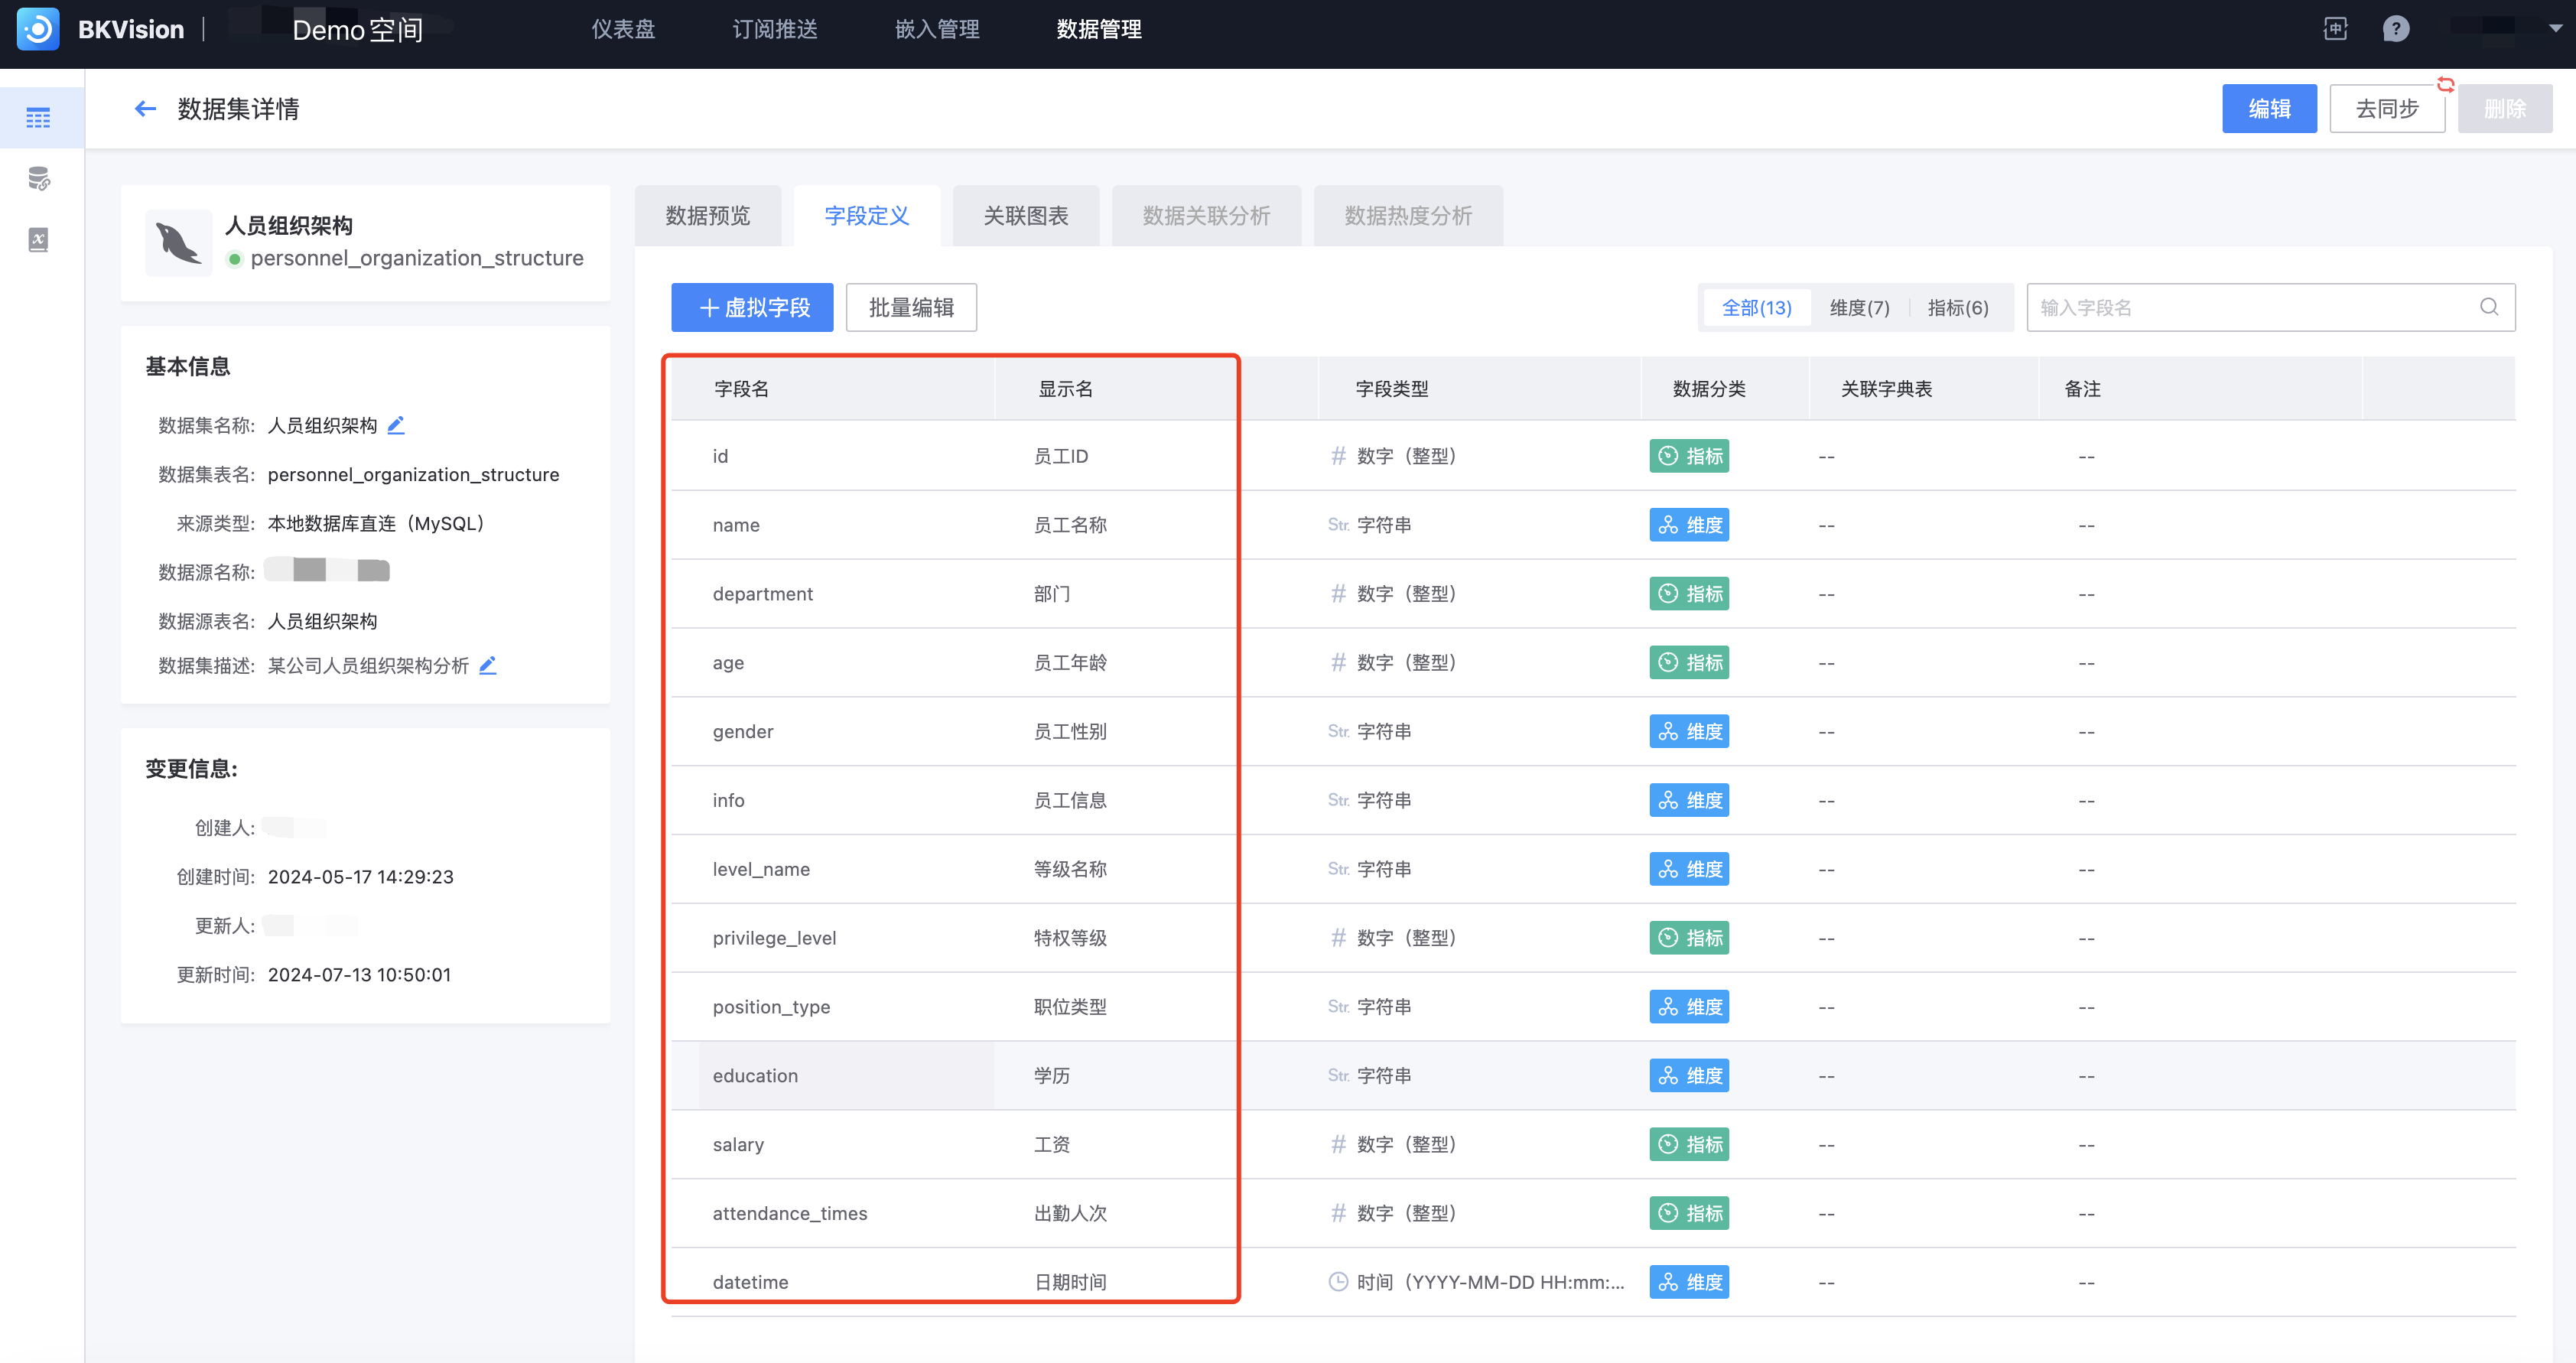 BKVision
Demo 空间
仪表盘
订阅推送
嵌入管理
数据管理
数据集详情
编辑
去同步
删除
人员组织架构
personnel_organization_structure
基本信息
数据集名称: 人员组织架构
数据集表名: personnel_organization_structure
来源类型: 本地数据库直连（MySQL）
数据源名称:
数据源表名: 人员组织架构
数据集描述: 某公司人员组织架构分析
变更信息:
创建人:
创建时间: 2024-05-17 14:29:23
更新人:
更新时间: 2024-07-13 10:50:01
数据预览
字段定义
关联图表
数据关联分析
数据热度分析
+ 虚拟字段
批量编辑
全部(13)
维度(7)
指标(6)
输入字段名
字段名 显示名 字段类型 数据分类 关联字典表 备注
id 员工ID # 数字（整型） 指标 -- --
name 员工名称 Str. 字符串 维度 -- --
department 部门 # 数字（整型） 指标 -- --
age 员工年龄 # 数字（整型） 指标 -- --
gender 员工性别 Str. 字符串 维度 -- --
info 员工信息 Str. 字符串 维度 -- --
level_name 等级名称 Str. 字符串 维度 -- --
privilege_level 特权等级 # 数字（整型） 指标 -- --
position_type 职位类型 Str. 字符串 维度 -- --
education 学历 Str. 字符串 维度 -- --
salary 工资 # 数字（整型） 指标 -- --
attendance_times 出勤人次 # 数字（整型） 指标 -- --
datetime 日期时间 时间（YYYY-MM-DD HH:mm:... 维度 -- --